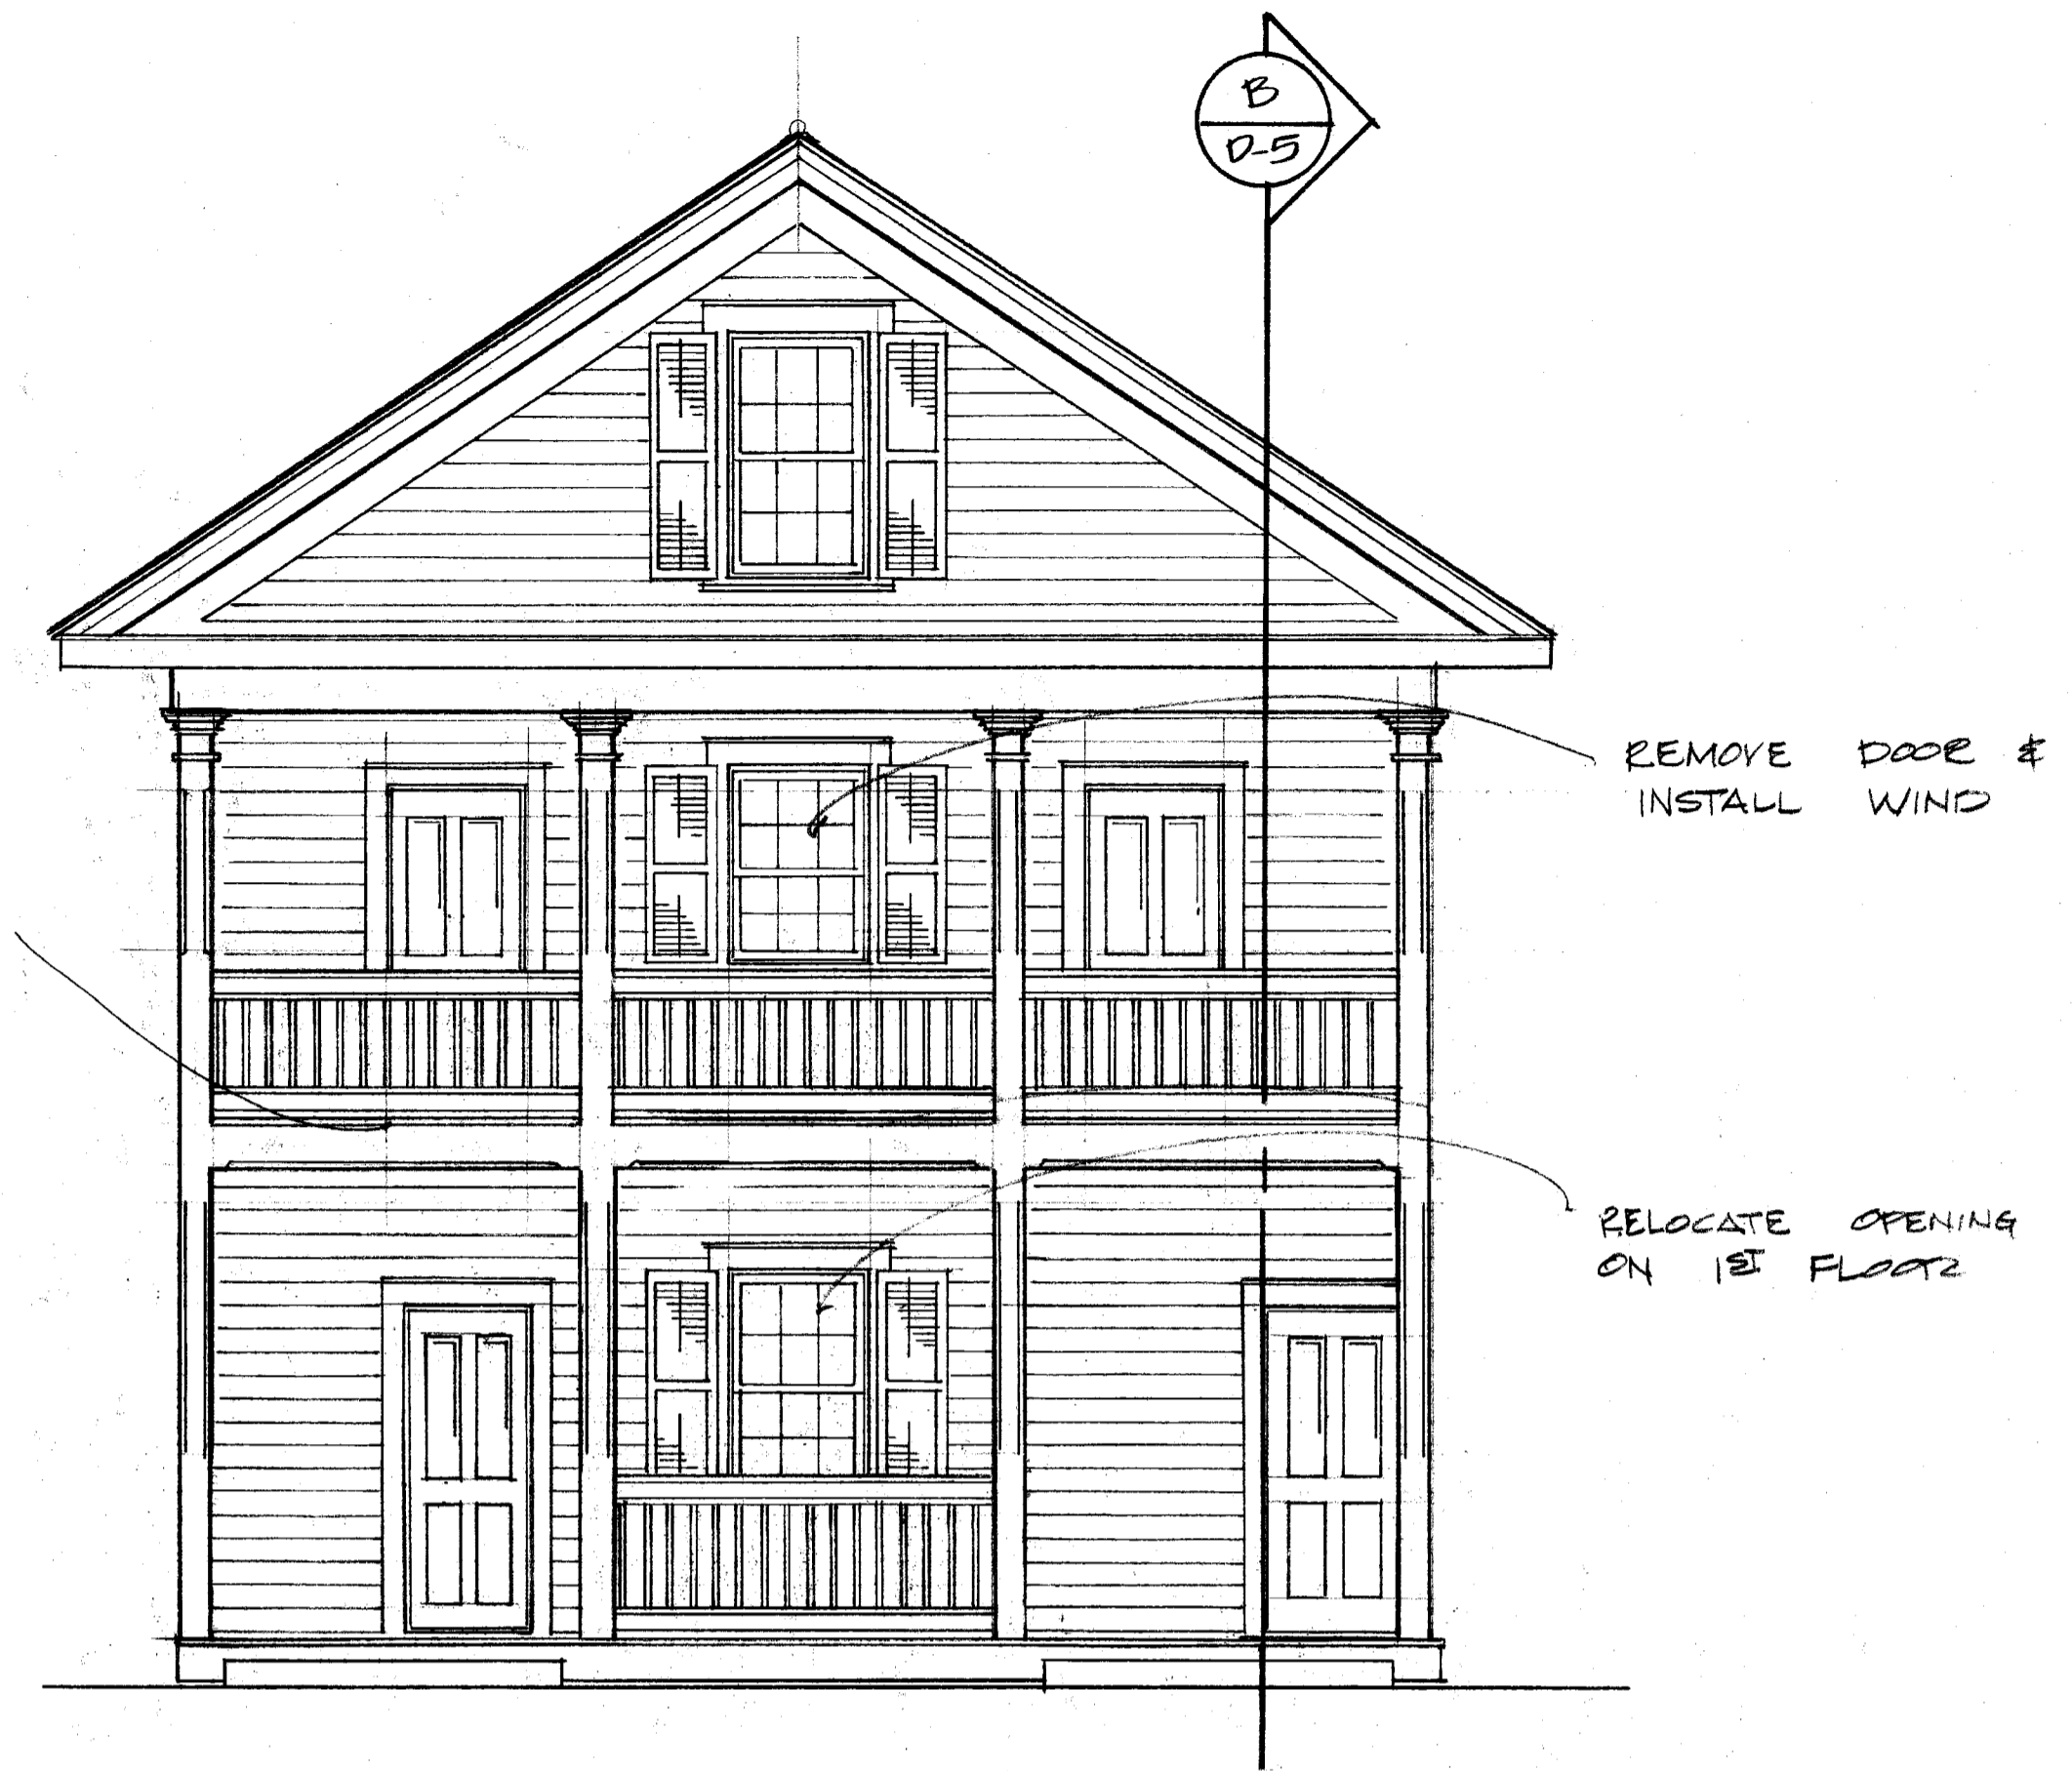 B
D-5
REMOVE DOOR &
INSTALL WIND
RELOCATE OPENING
ON 1ST FLOOR